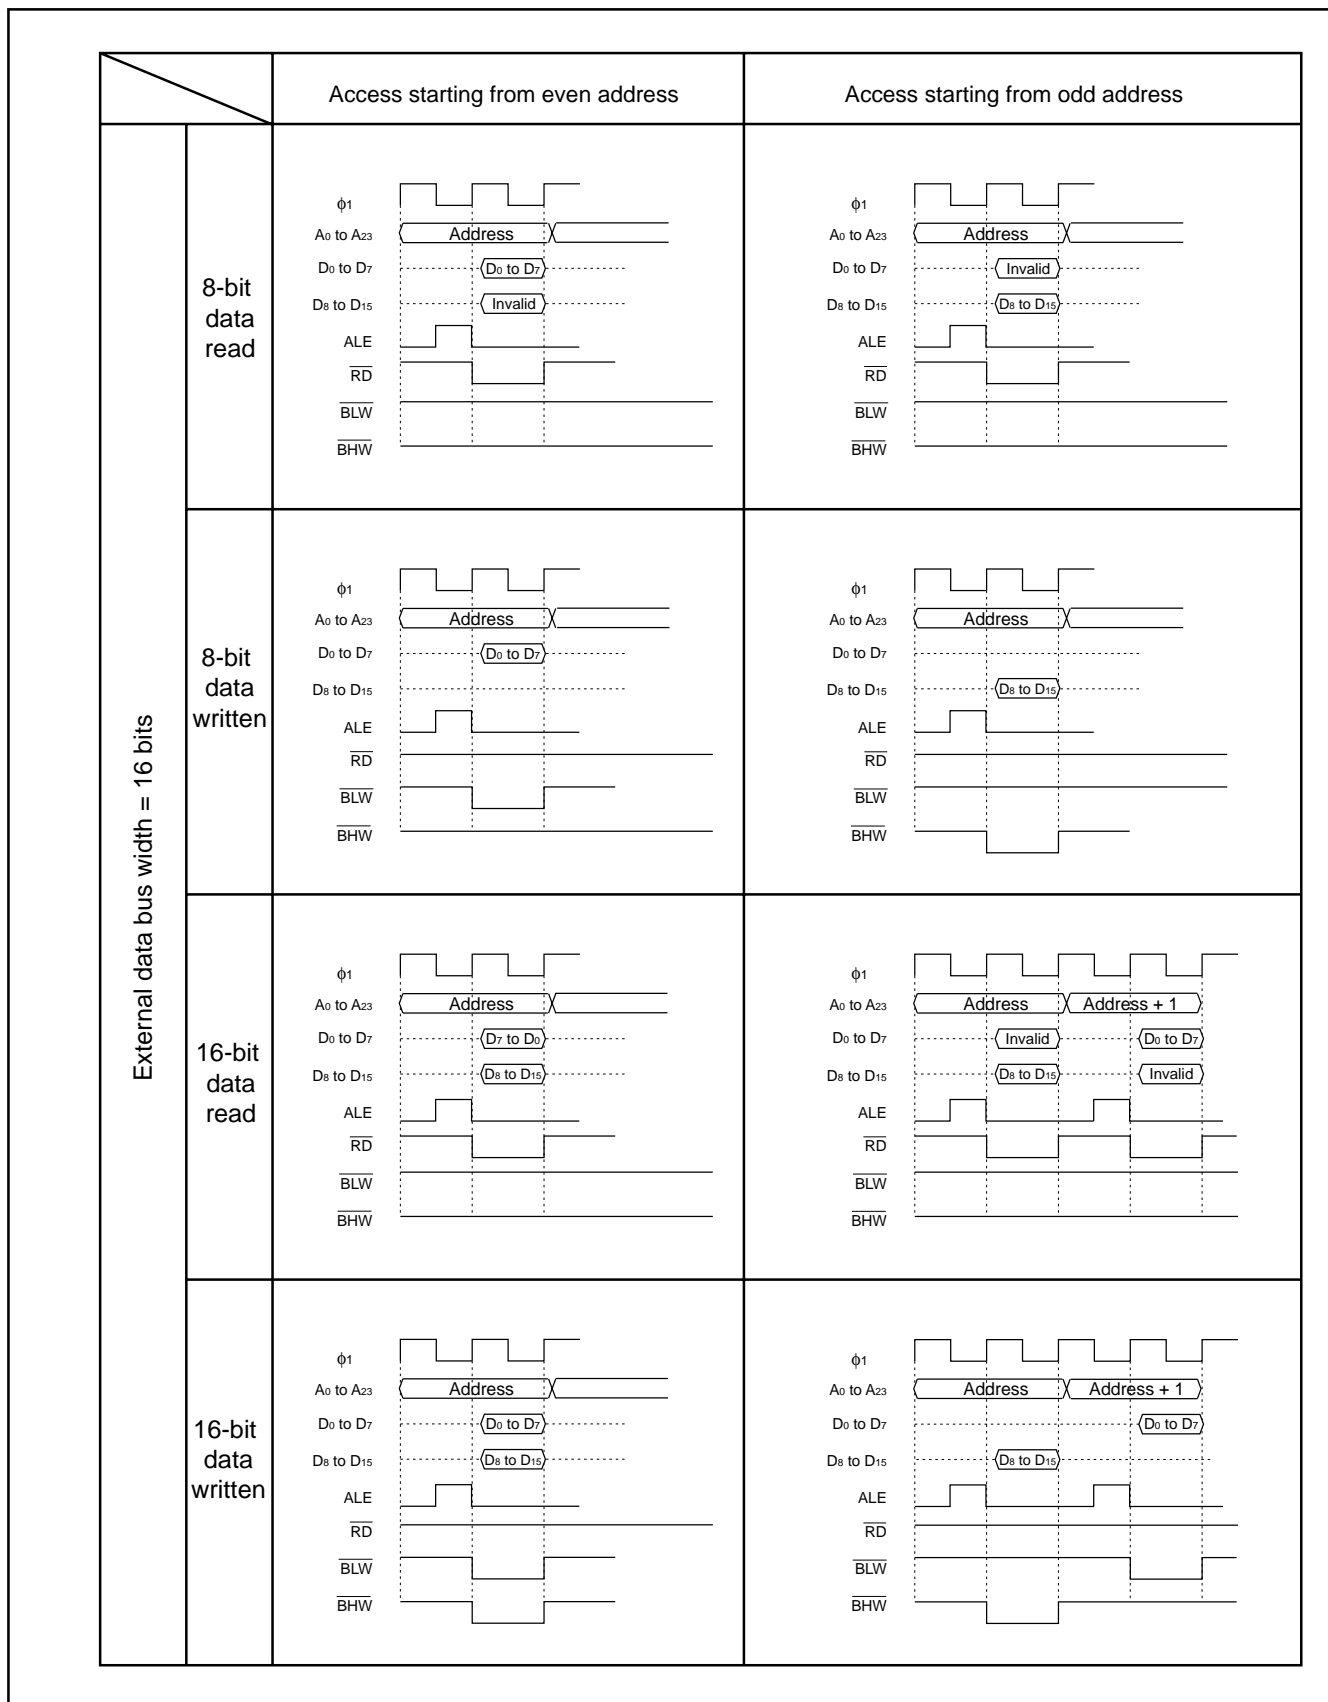 Access starting from even address
Access starting from odd address
External data bus width = 16 bits
8-bit
data
read
ϕ1
A0 to A23
Address
D0 to D7
D0 to D7
D8 to D15
Invalid
ALE
RD
BLW
BHW
ϕ1
A0 to A23
Address
D0 to D7
Invalid
D8 to D15
D8 to D15
ALE
RD
BLW
BHW
8-bit
data
written
ϕ1
A0 to A23
Address
D0 to D7
D0 to D7
D8 to D15
ALE
RD
BLW
BHW
ϕ1
A0 to A23
Address
D0 to D7
D8 to D15
D8 to D15
ALE
RD
BLW
BHW
16-bit
data
read
ϕ1
A0 to A23
Address
D0 to D7
D7 to D0
D8 to D15
D8 to D15
ALE
RD
BLW
BHW
ϕ1
A0 to A23
Address Address + 1
D0 to D7
Invalid D0 to D7
D8 to D15
D8 to D15 Invalid
ALE
RD
BLW
BHW
16-bit
data
written
ϕ1
A0 to A23
Address
D0 to D7
D0 to D7
D8 to D15
D8 to D15
ALE
RD
BLW
BHW
ϕ1
A0 to A23
Address Address + 1
D0 to D7
D0 to D7
D8 to D15
D8 to D15
ALE
RD
BLW
BHW